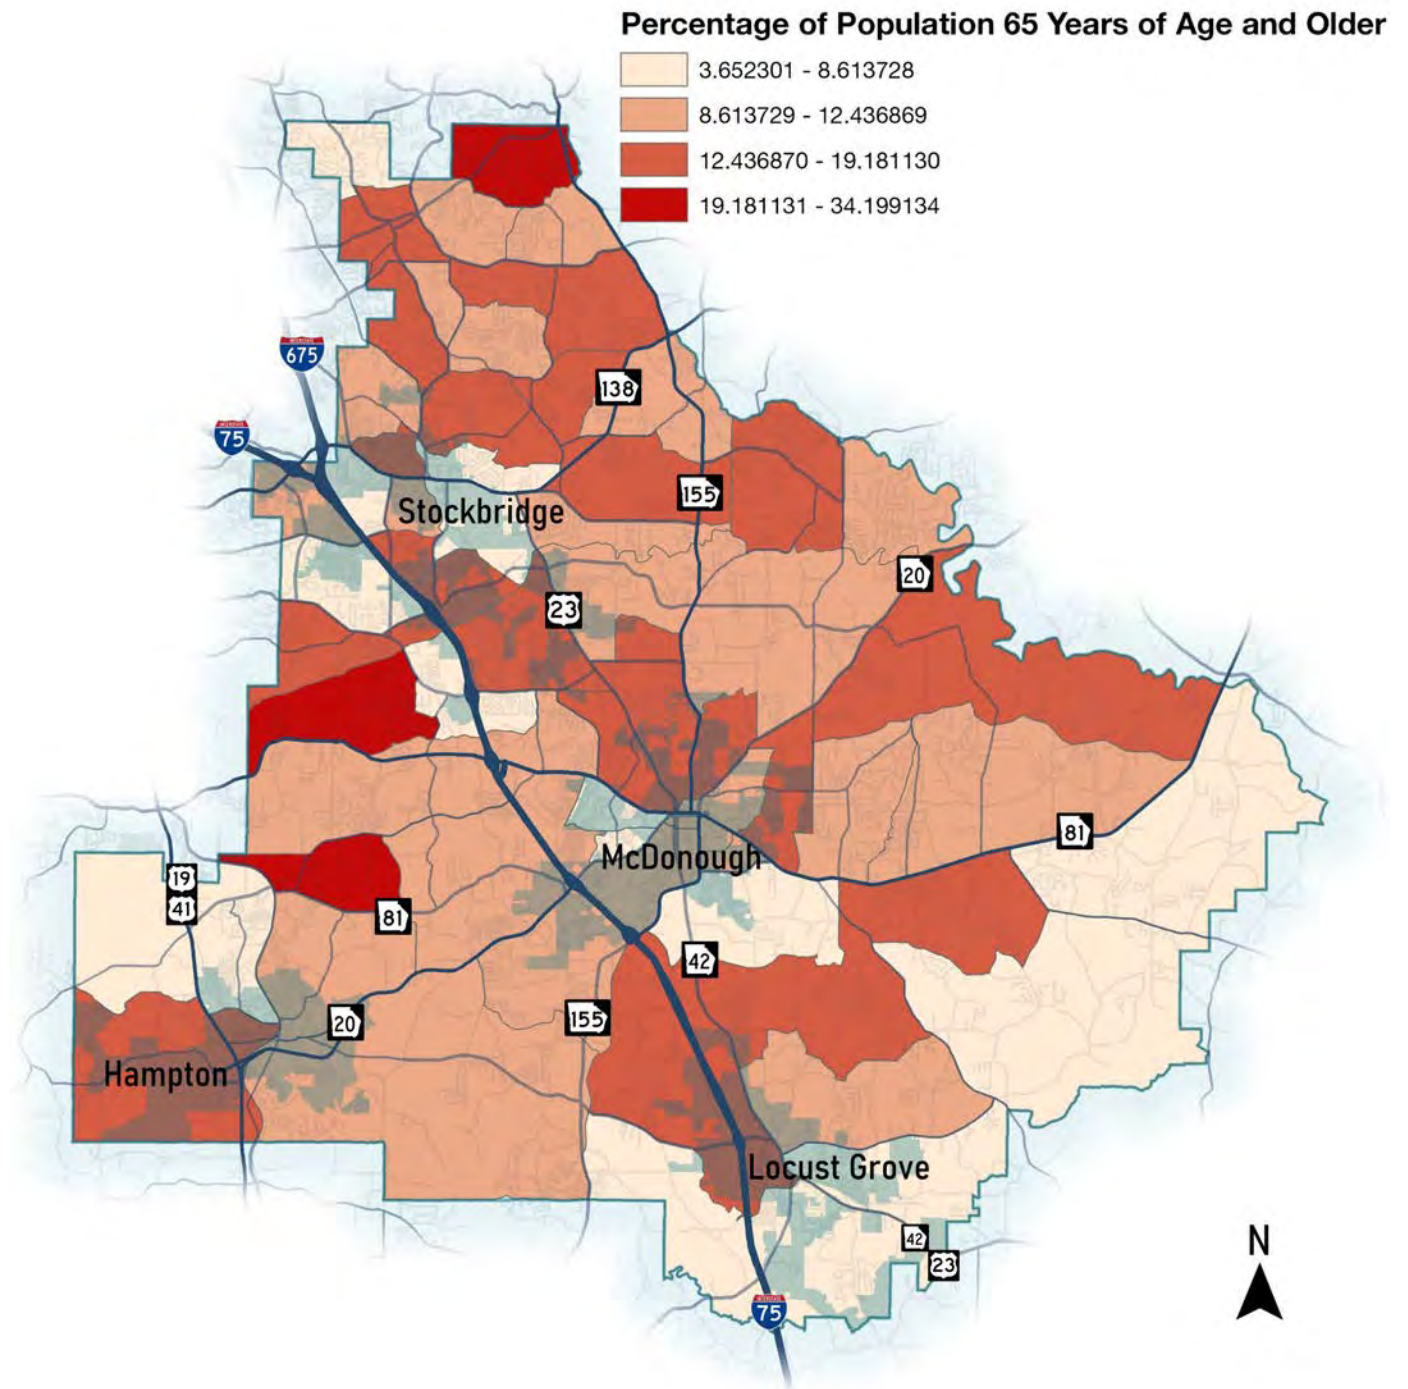 Percentage of Population 65 Years of Age and Older
3.652301 - 8.613728
8.613729 - 12.436869
12.436870 - 19.181130
19.181131 - 34.199134
675
138
75
155
Stockbridge
20
23
81
McDonough
19
41
81
42
20
155
Hampton
Locust Grove
42
23
N
75